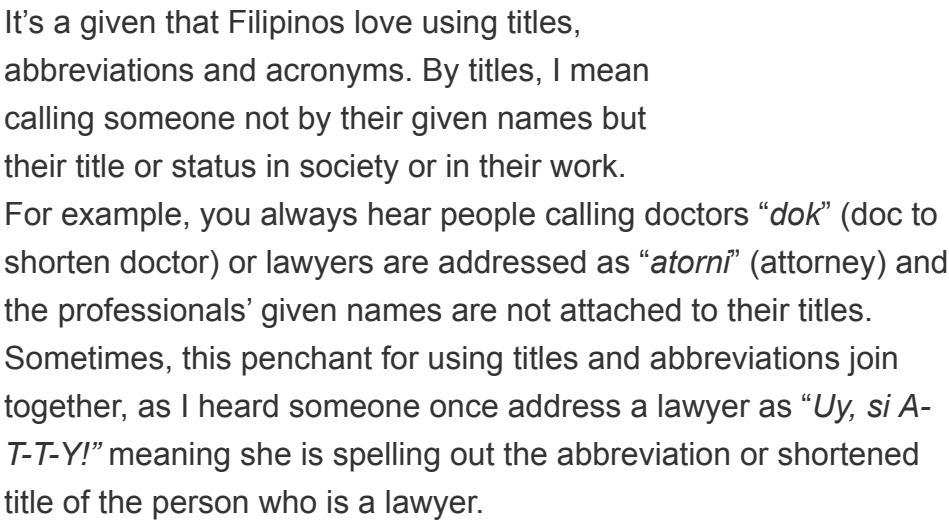 It’s a given that Filipinos love using titles,
abbreviations and acronyms. By titles, I mean
calling someone not by their given names but
their title or status in society or in their work.
For example, you always hear people calling doctors “dok” (doc to
shorten doctor) or lawyers are addressed as “atorni” (attorney) and
the professionals’ given names are not attached to their titles.
Sometimes, this penchant for using titles and abbreviations join
together, as I heard someone once address a lawyer as “Uy, si A-
T-T-Y!” meaning she is spelling out the abbreviation or shortened
title of the person who is a lawyer.